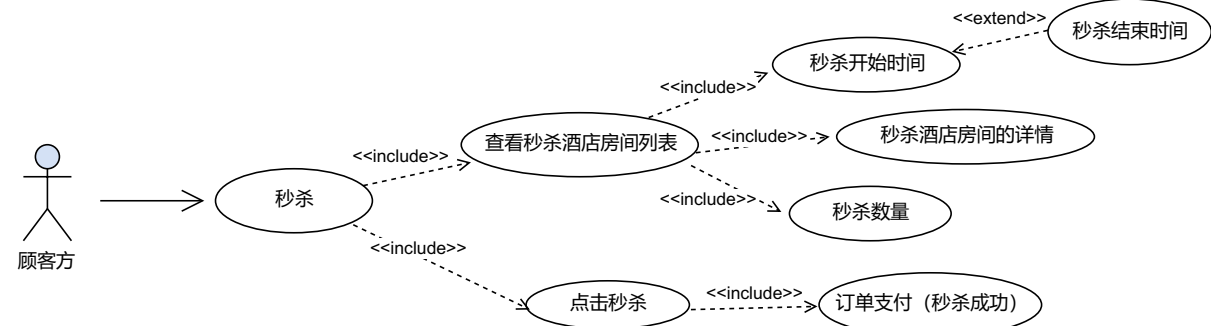 <<extend>>
秒杀结束时间
秒杀开始时间
<<include>>
查看秒杀酒店房间列表
<<include>>
秒杀酒店房间的详情
<<include>>
秒杀
<<include>>
秒杀数量
顾客方
<<include>>
点击秒杀
<<include>>
订单支付（秒杀成功）